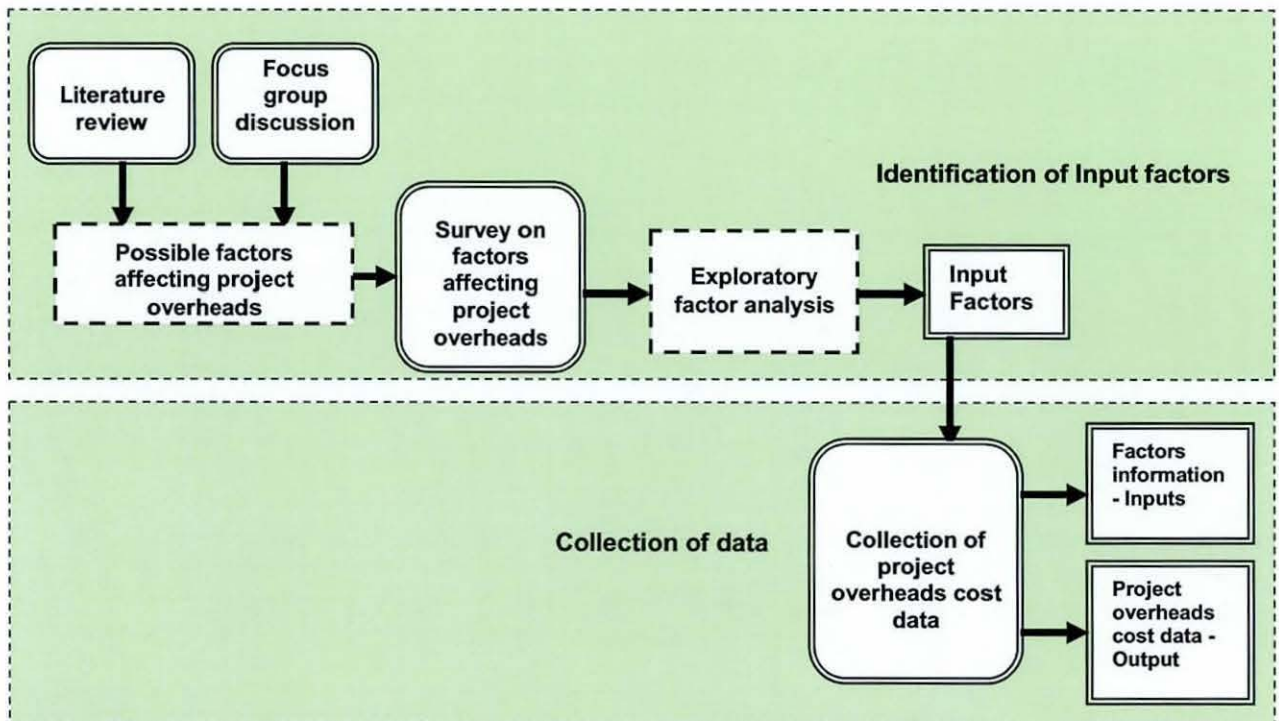 Literature
review
Focus
group
discussion
Identification of Input factors
Possible factors
affecting project
overheads
Survey on
factors
affecting
project
overheads
Exploratory
factor analysis
Input
Factors
Collection of data
Collection of
project
overheads cost
data
Factors
information
- Inputs
Project
overheads
cost data -
Output